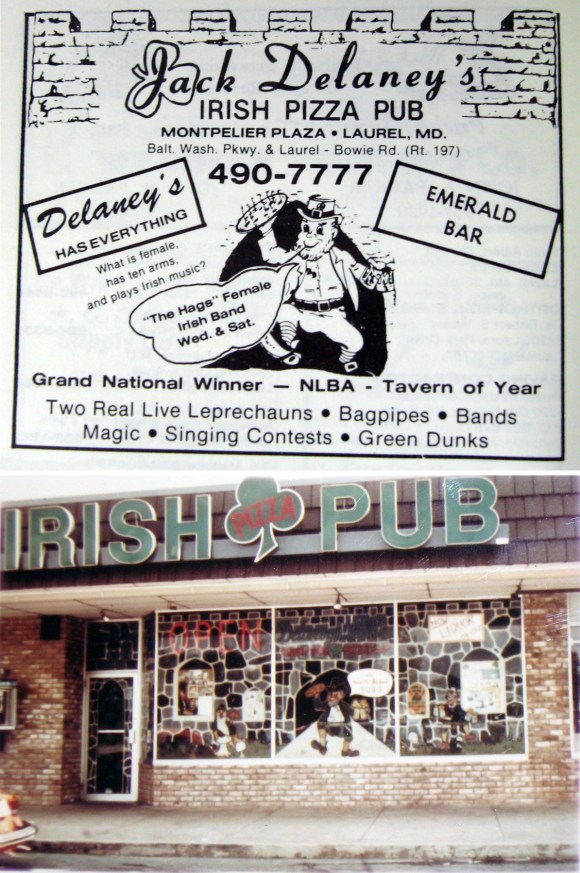 Jack Delaney's
IRISH PIZZA PUB
MONTPELIER PLAZA • LAUREL, MD.
Balt. Wash. Pkwy. & Laurel - Bowie Rd. (Rt. 197)
490-7777
Delaney's
HAS EVERYTHING
What is female,
has ten arms,
and plays Irish music?
EMERALD
BAR
"The Hags" Female
Irish Band
Wed. & Sat.
Grand National Winner — NLBA - Tavern of Year
Two Real Live Leprechauns • Bagpipes • Bands
Magic • Singing Contests • Green Dunks
IRISH PIZZA PUB
OPEN